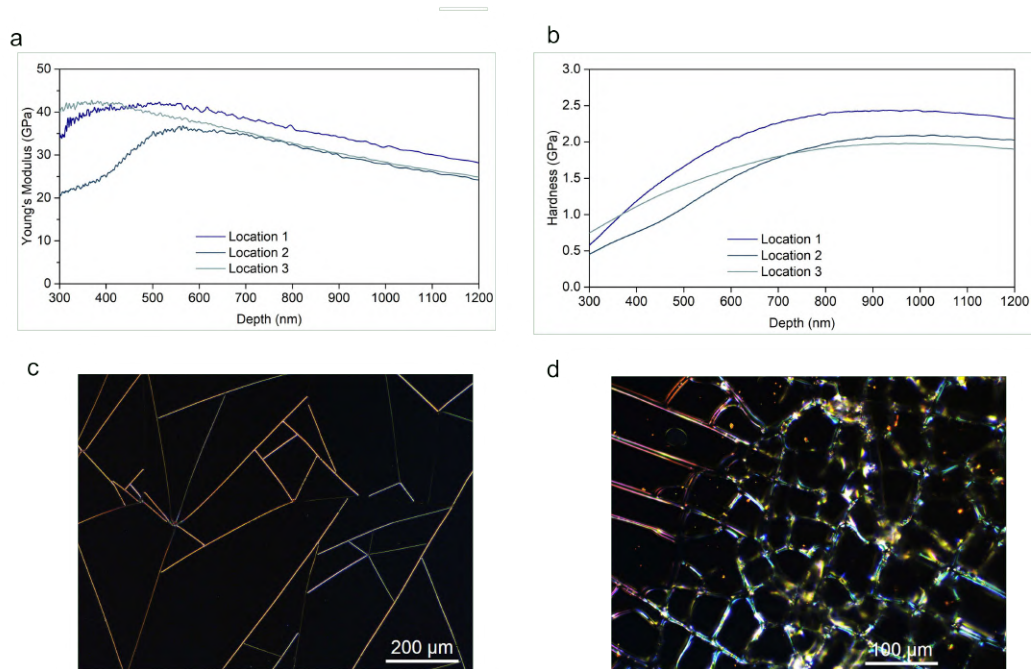 a
b
50
40
30
20
10
0
Young's Modulus (GPa)
Location 1
Location 2
Location 3
300 400 500 600 700 800 900 1000 1100 1200
Depth (nm)
3.0
2.5
2.0
1.5
1.0
0.5
0.0
Hardness (GPa)
Location 1
Location 2
Location 3
300 400 500 600 700 800 900 1000 1100 1200
Depth (nm)
c
d
200 μm
100 μm